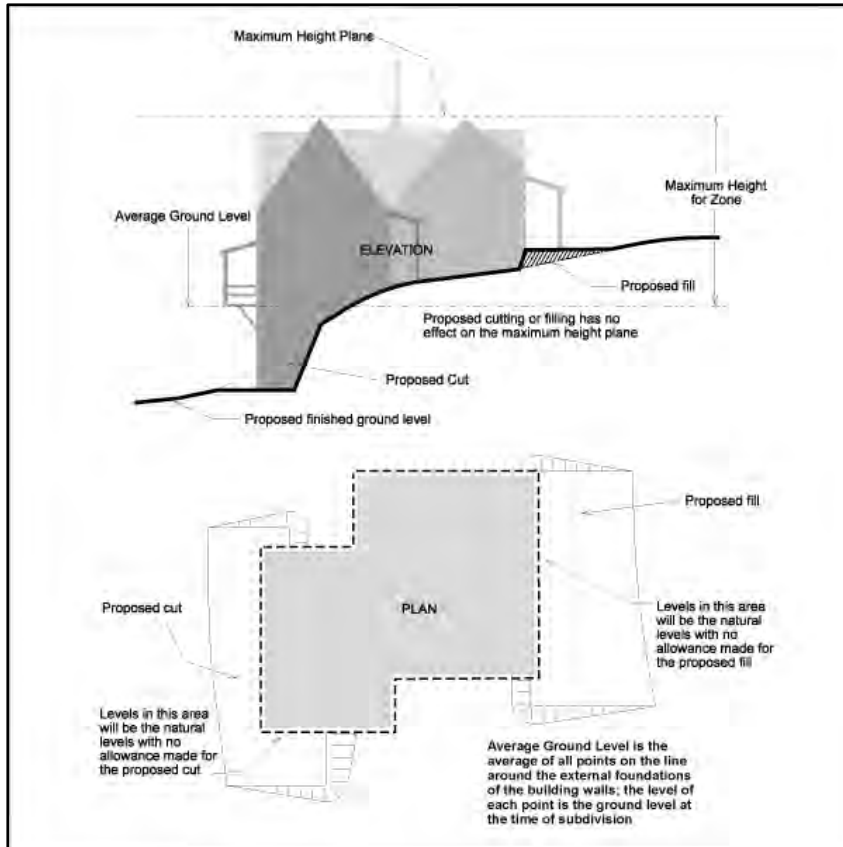 Maximum Height Plane
Average Ground Level
Maximum Height
for Zone
ELEVATION
Proposed fill
Proposed cutting or filling has no
effect on the maximum height plane
Proposed Cut
Proposed finished ground level
Proposed fill
Proposed cut
PLAN
Levels in this area
will be the natural
levels with no
allowance made for
the proposed fill
Levels in this area
will be the natural
levels with no
allowance made for
the proposed cut
Average Ground Level is the
average of all points on the line
around the external foundations
of the building walls; the level of
each point is the ground level at
the time of subdivision